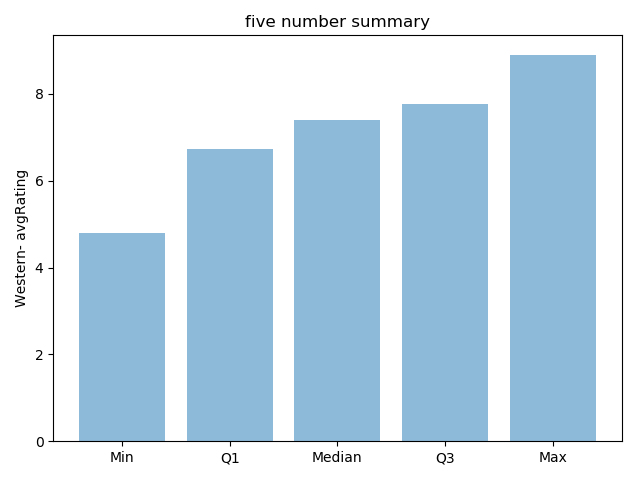 five number summary
Western- avgRating
8
6
4
2
0
Min
Q1
Median
Q3
Max